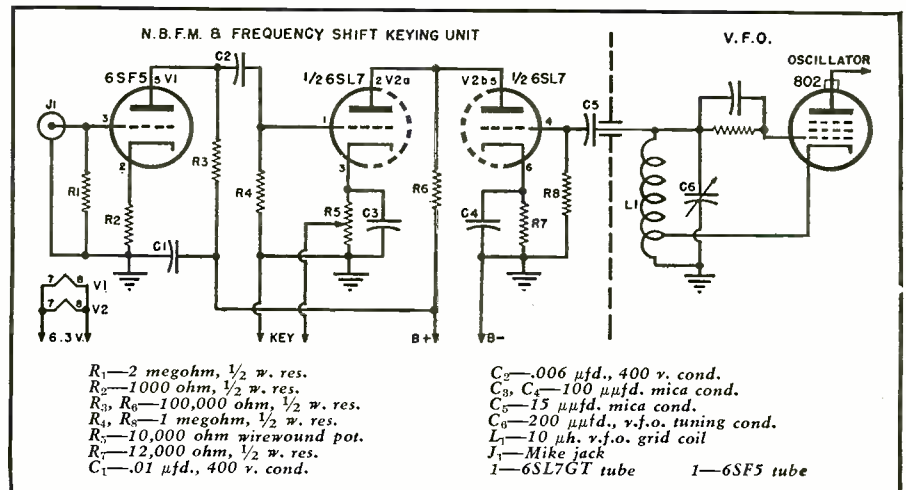 N.B.F.M. & FREQUENCY SHIFT KEYING UNIT
V.F.O.
OSCILLATOR
802
6SF5 5 V1
C2
1/2 6SL7 2 V2a
V2b 5 1/2 6SL7
J1
3
2
R1
R2
R3
C1
R4
1
3
R5
C3
R6
4
6
C4
R7
R8
C5
L1
C6
7 8 V1
7 8 V2
6.3 V.
KEY
B+
B-
R₁—2 megohm, ½ w. res.
R₂—1000 ohm, ½ w. res.
R₃, R₆—100,000 ohm, ½ w. res.
R₄, R₈—1 megohm, ½ w. res.
R₅—10,000 ohm wirewound pot.
R₇—12,000 ohm, ½ w. res.
C₁—.01 μfd., 400 v. cond.
C₂—.006 μfd., 400 v. cond.
C₃, C₄—100 μμfd. mica cond.
C₅—15 μμfd. mica cond.
C₆—200 μμfd., v.f.o. tuning cond.
L₁—10 μh. v.f.o. grid coil
J₁—Mike jack
1—6SL7GT tube 1—6SF5 tube